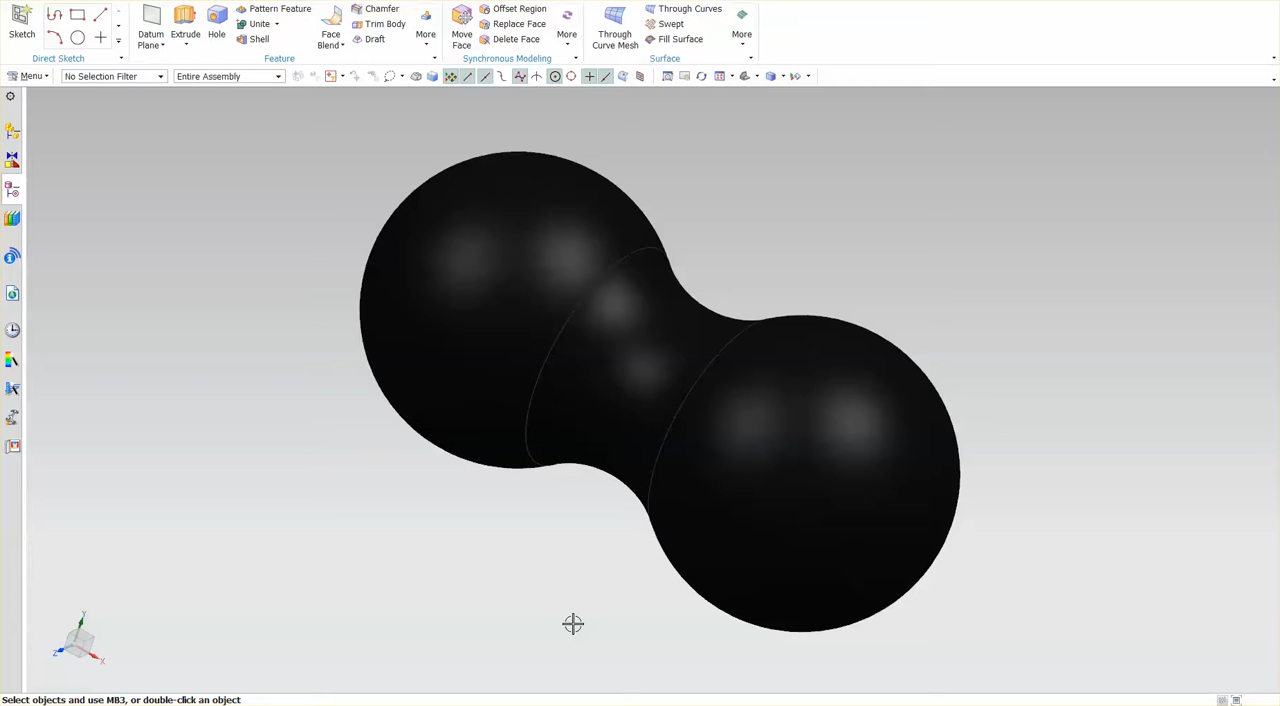 Sketch
Direct Sketch
Datum Plane
Extrude
Hole
Pattern Feature
Unite
Shell
Face Blend
Chamfer
Trim Body
Draft
More
Feature
Move Face
Offset Region
Replace Face
Delete Face
More
Synchronous Modeling
Through Curve Mesh
Through Curves
Swept
Fill Surface
More
Surface
Menu
No Selection Filter
Entire Assembly
Y
Z
X
Select objects and use MB3, or double-click an object